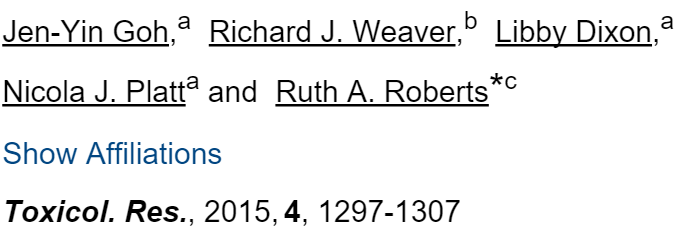 Jen-Yin Goh,a Richard J. Weaver,b Libby Dixon,a
Nicola J. Platta and Ruth A. Roberts*c
Show Affiliations
Toxicol. Res., 2015, 4, 1297-1307